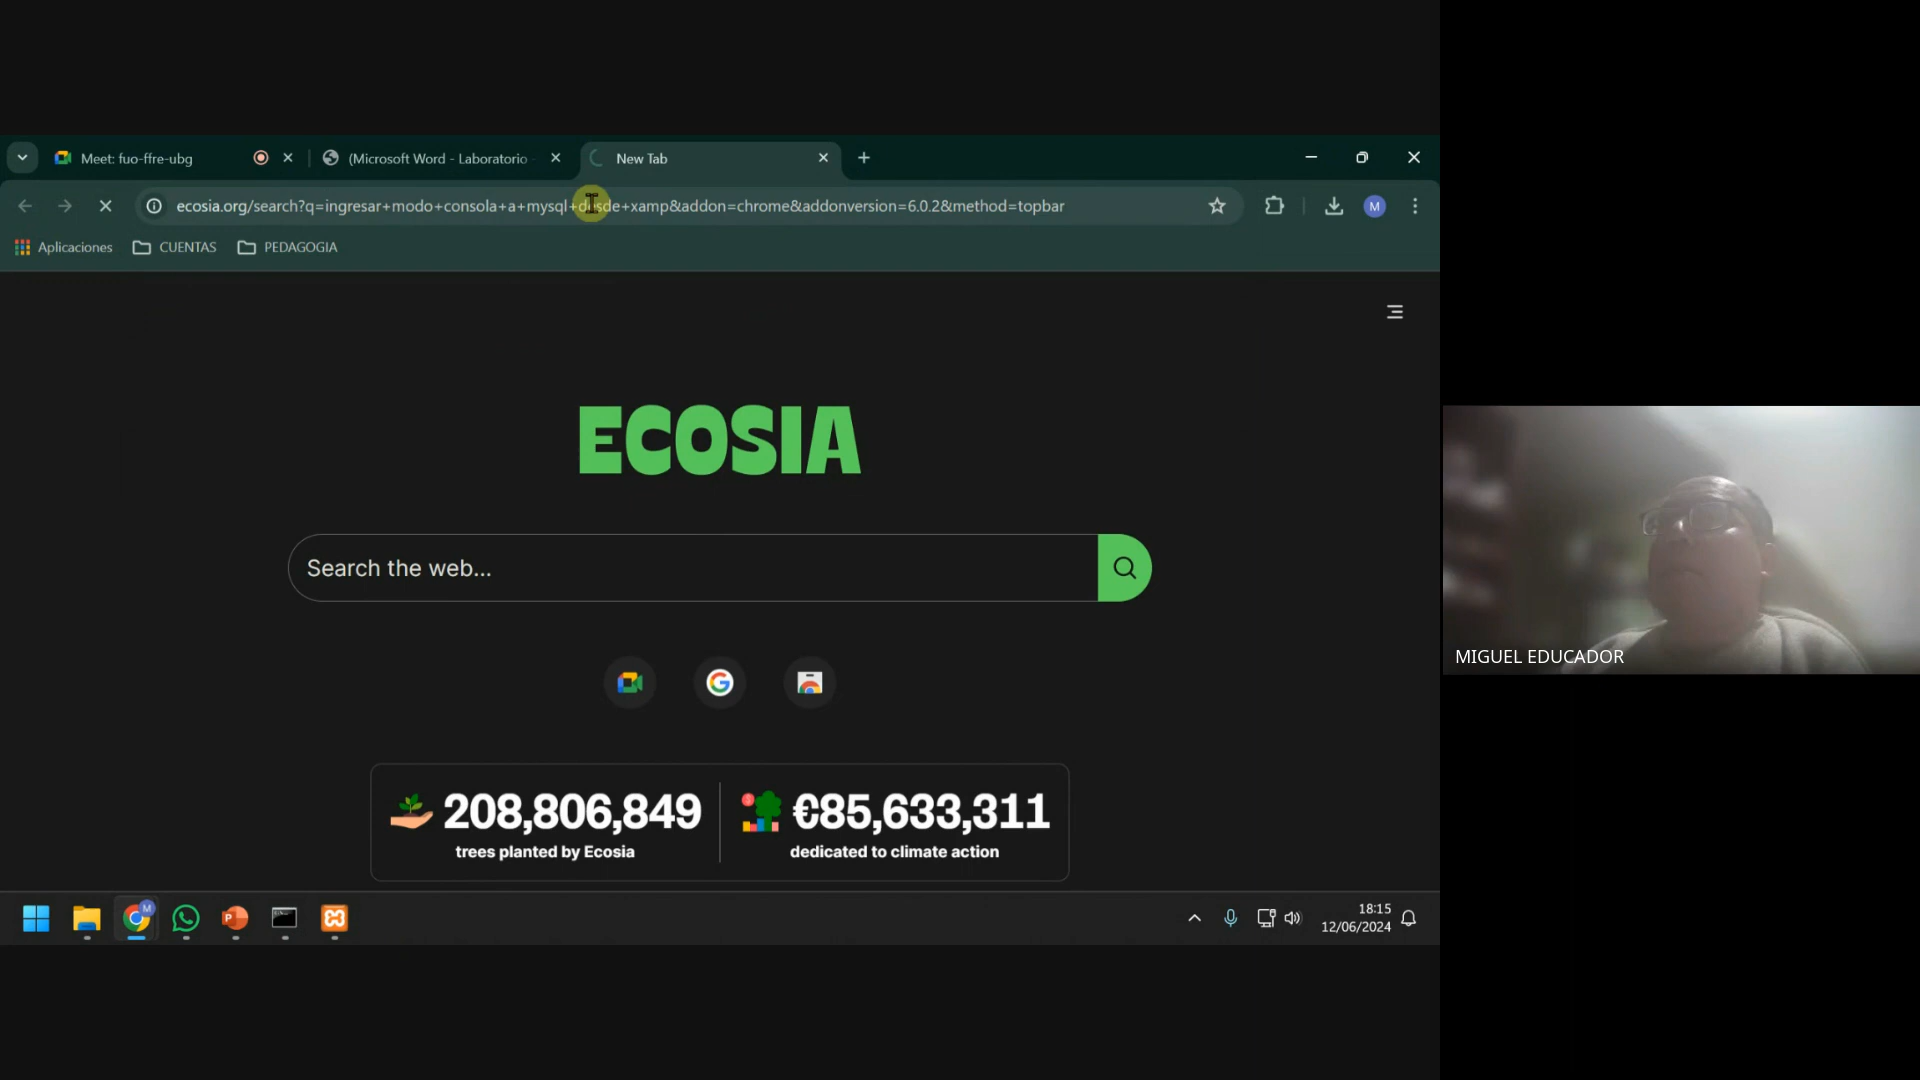 Meet: fuo-ffre-ubg
(Microsoft Word - Laboratorio
New Tab
ecosia.org/search?q=ingresar+modo+consola+a+mysql+desde+xamp&addon=chrome&addonversion=6.0.2&method=topbar
M
Aplicaciones
CUENTAS
PEDAGOGIA
ECOSIA
Search the web...
208,806,849
trees planted by Ecosia
€85,633,311
dedicated to climate action
MIGUEL EDUCADOR
18:15
12/06/2024